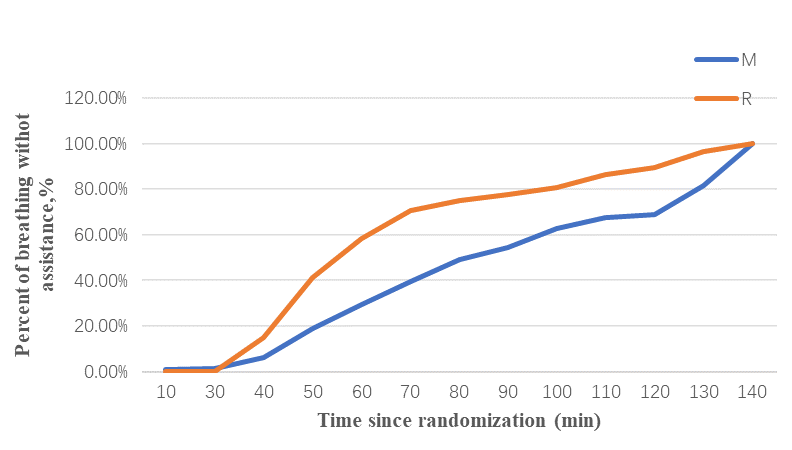 M
R
120.00%
100.00%
80.00%
60.00%
40.00%
20.00%
0.00%
Percent of breathing withot
assistance,%
10 30 40 50 60 70 80 90 100 110 120 130 140
Time since randomization (min)